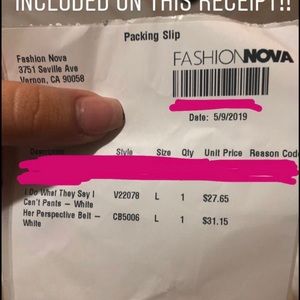 INCLUDED ON THIS RECEIPT!!
Packing Slip
Fashion Nova
3751 Seville Ave
Vernon, CA 90058
FASHIONNOVA
Date: 5/9/2019
Description Style Size Qty Unit Price Reason Code
I Do What They Say I V22078 L 1 $27.65
Can't Pants – White
Her Perspective Belt – CB5006 L 1 $31.15
White